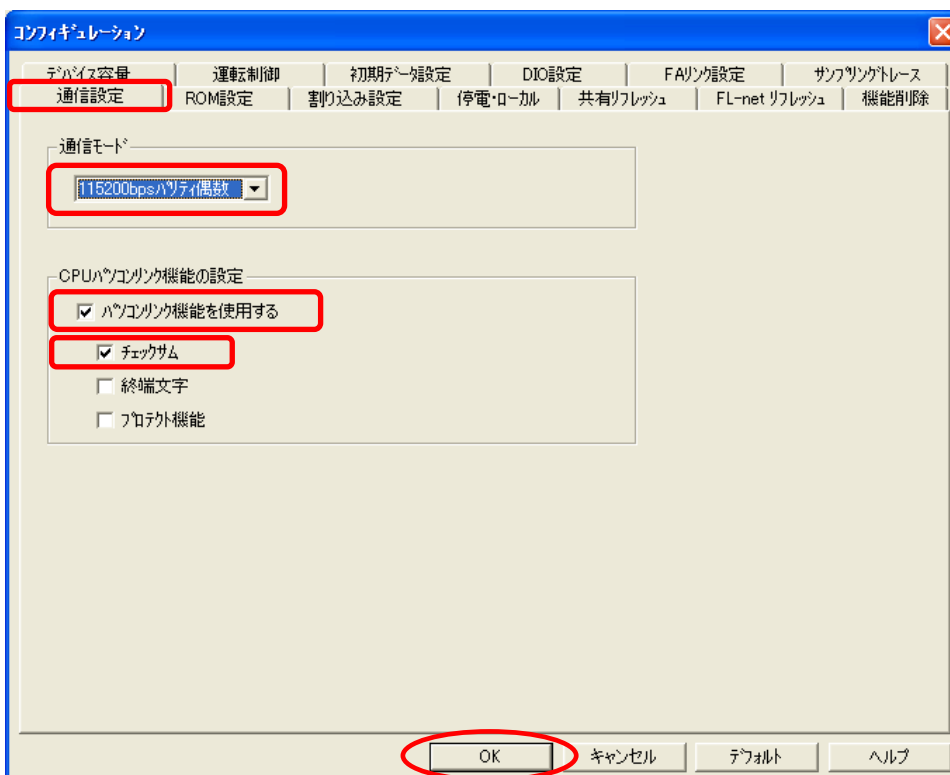 コンフィギュレーション
デバイス容量 運転制御 初期データ設定 DIO設定 FAリンク設定 サンプリングトレース
通信設定 ROM設定 割り込み設定 停電・ローカル 共有リフレッシュ FL-net リフレッシュ 機能削除
通信モード
115200bpsパリティ偶数
CPUパソコンリンク機能の設定
パソコンリンク機能を使用する
チェックサム
終端文字
プロテクト機能
OK キャンセル デフォルト ヘルプ